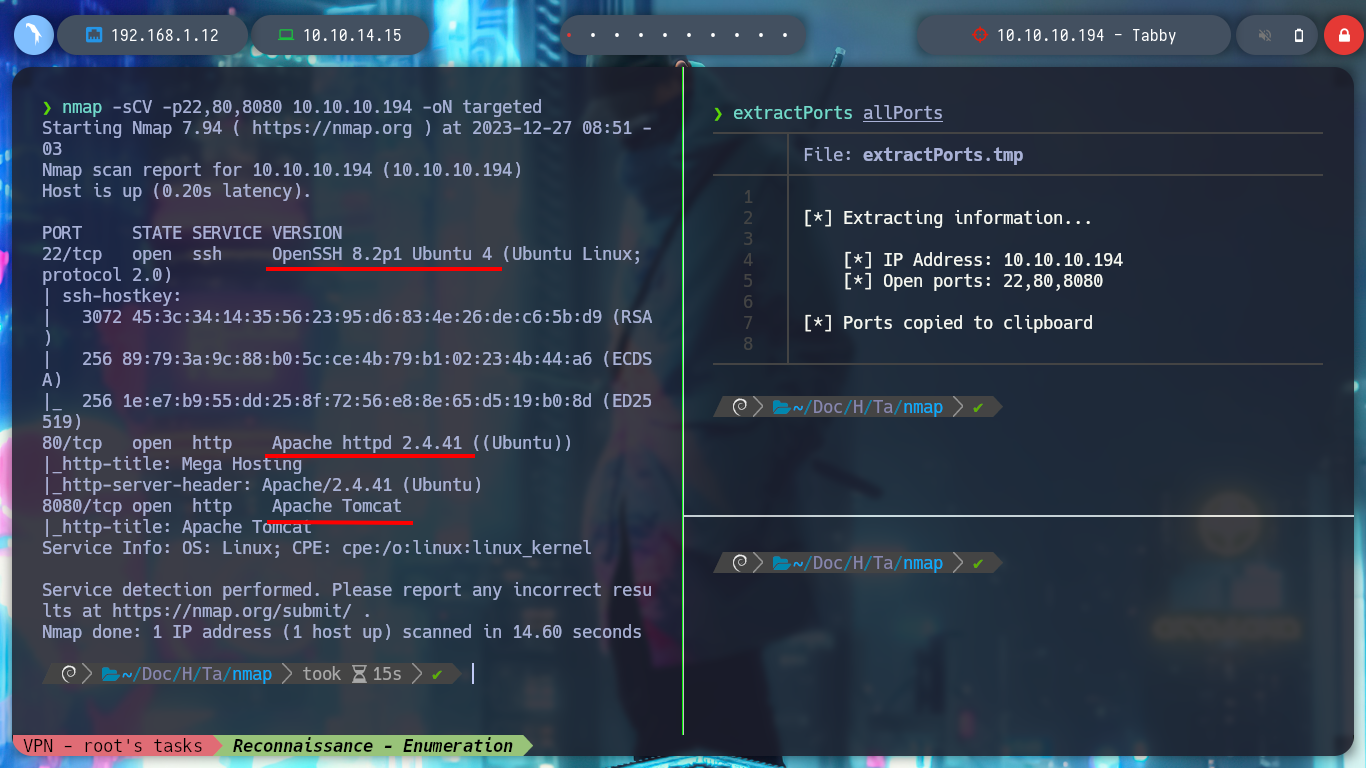 192.168.1.12
10.10.14.15
10.10.10.194 - Tabby
❯ nmap -sCV -p22,80,8080 10.10.10.194 -oN targeted
Starting Nmap 7.94 ( https://nmap.org ) at 2023-12-27 08:51 -
03
Nmap scan report for 10.10.10.194 (10.10.10.194)
Host is up (0.20s latency).
PORT     STATE SERVICE VERSION
22/tcp   open  ssh     OpenSSH 8.2p1 Ubuntu 4 (Ubuntu Linux;
protocol 2.0)
| ssh-hostkey:
|   3072 45:3c:34:14:35:56:23:95:d6:83:4e:26:de:c6:5b:d9 (RSA
)
|   256 89:79:3a:9c:88:b0:5c:ce:4b:79:b1:02:23:4b:44:a6 (ECDS
A)
|_  256 1e:e7:b9:55:dd:25:8f:72:56:e8:8e:65:d5:19:b0:8d (ED25
519)
80/tcp   open  http    Apache httpd 2.4.41 ((Ubuntu))
|_http-title: Mega Hosting
|_http-server-header: Apache/2.4.41 (Ubuntu)
8080/tcp open  http    Apache Tomcat
|_http-title: Apache Tomcat
Service Info: OS: Linux; CPE: cpe:/o:linux:linux_kernel
Service detection performed. Please report any incorrect resu
lts at https://nmap.org/submit/ .
Nmap done: 1 IP address (1 host up) scanned in 14.60 seconds
~/Doc/H/Ta/nmap took 15s ✔
❯ extractPorts allPorts
File: extractPorts.tmp
1
2 [*] Extracting information...
3
4     [*] IP Address: 10.10.10.194
5     [*] Open ports: 22,80,8080
6
7 [*] Ports copied to clipboard
8
~/Doc/H/Ta/nmap ✔
~/Doc/H/Ta/nmap ✔
VPN - root's tasks
Reconnaissance - Enumeration